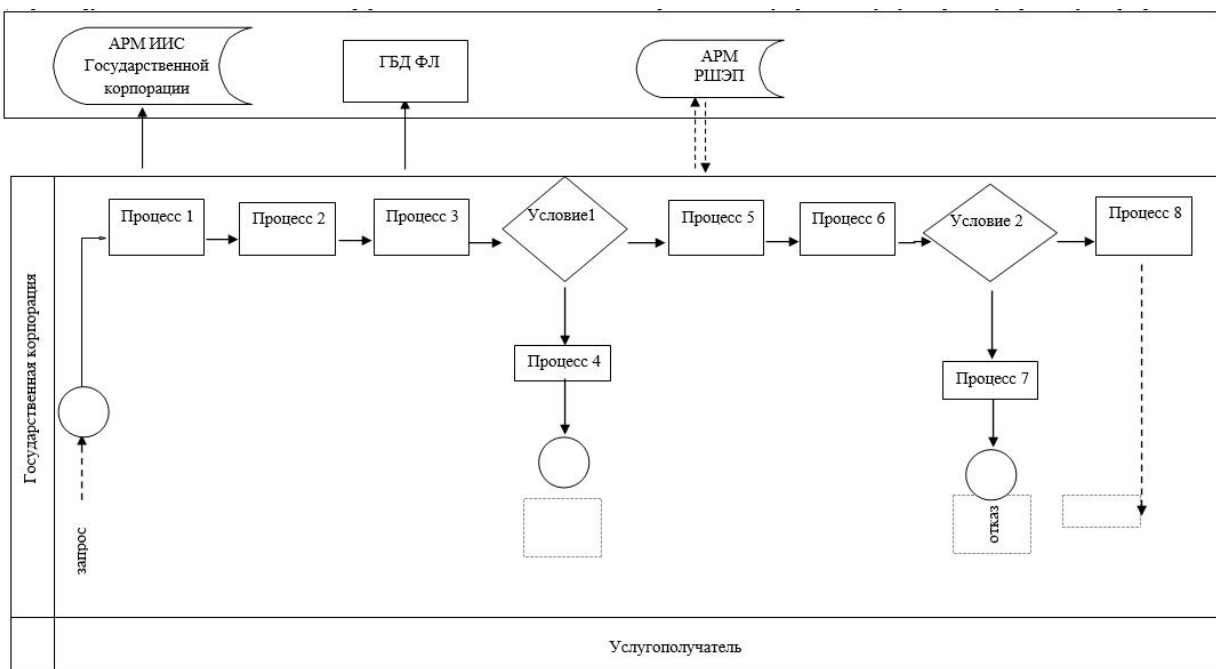 АРМ ИИС
Государственной
корпорации
ГБД ФЛ
АРМ
РШЭП
Государственная корпорация
Процесс 1
Процесс 2
Процесс 3
Условие1
Процесс 5
Процесс 6
Условие 2
Процесс 8
Процесс 4
Процесс 7
запрос
отказ
Услугополучатель